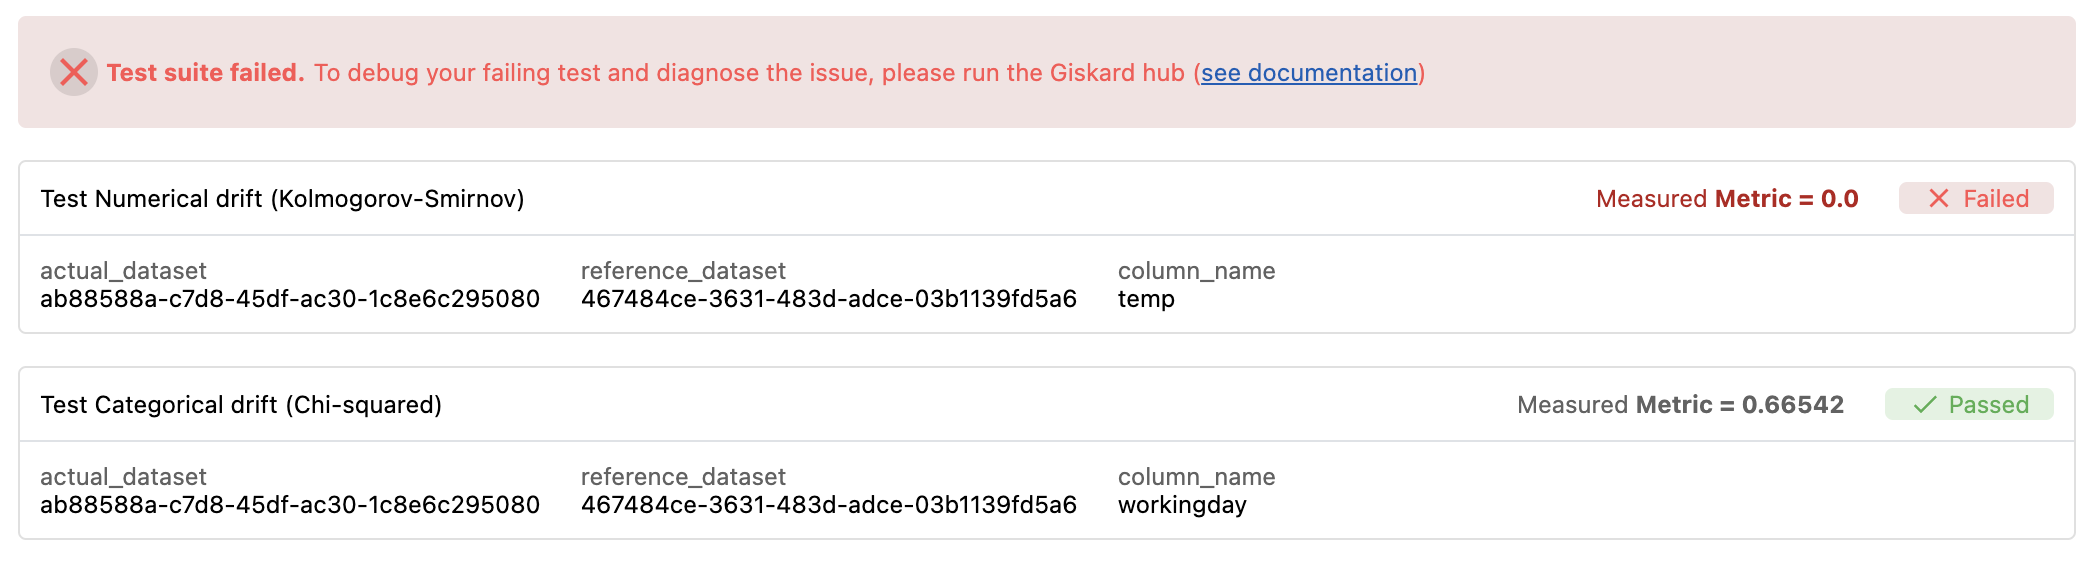 Test suite failed. To debug your failing test and diagnose the issue, please run the Giskard hub (see documentation)
Test Numerical drift (Kolmogorov-Smirnov) Measured Metric = 0.0 Failed
actual_dataset reference_dataset column_name
ab88588a-c7d8-45df-ac30-1c8e6c295080 467484ce-3631-483d-adce-03b1139fd5a6 temp
Test Categorical drift (Chi-squared) Measured Metric = 0.66542 Passed
actual_dataset reference_dataset column_name
ab88588a-c7d8-45df-ac30-1c8e6c295080 467484ce-3631-483d-adce-03b1139fd5a6 workingday